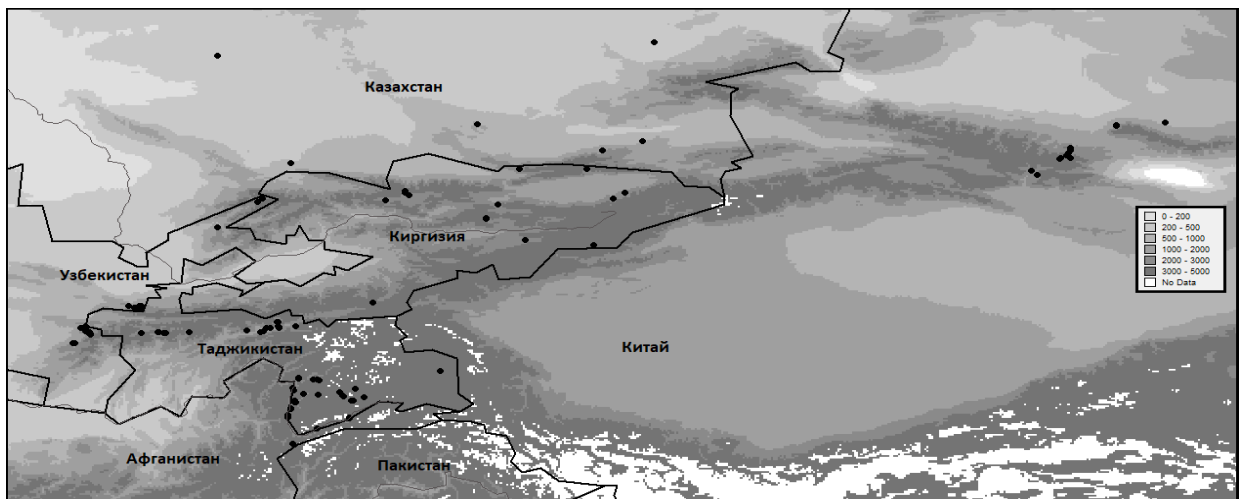 Казахстан
Киргизия
Узбекистан
Таджикистан
Китай
Афганистан
Пакистан
0 - 200
200 - 500
500 - 1000
1000 - 2000
2000 - 3000
3000 - 5000
No Data